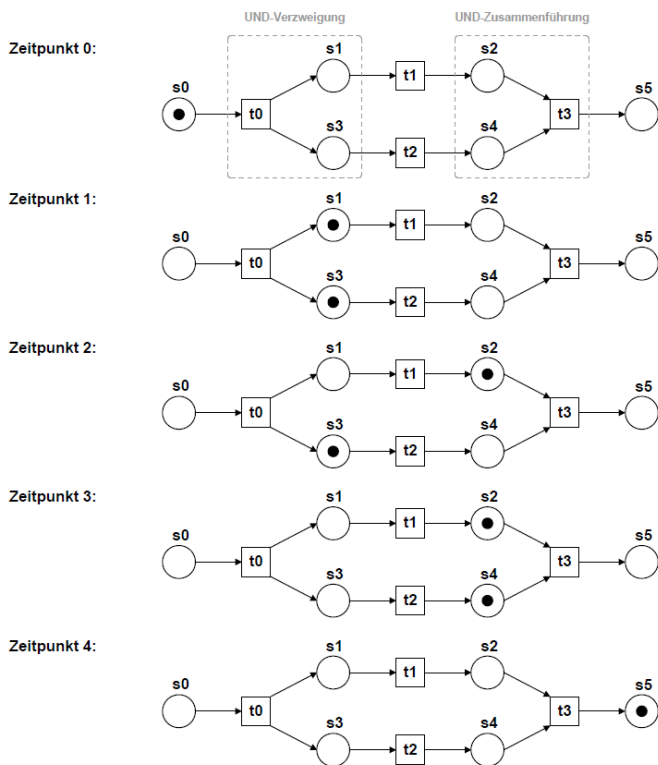 UND-Verzweigung UND-Zusammenführung
Zeitpunkt 0:
s1 s2
s0 t1 s5
t0 t3
s3 s4
t2
Zeitpunkt 1:
s1 s2
s0 t1 s5
t0 t3
s3 s4
t2
Zeitpunkt 2:
s1 s2
s0 t1 s5
t0 t3
s3 s4
t2
Zeitpunkt 3:
s1 s2
s0 t1 s5
t0 t3
s3 s4
t2
Zeitpunkt 4:
s1 s2
s0 t1 s5
t0 t3
s3 s4
t2